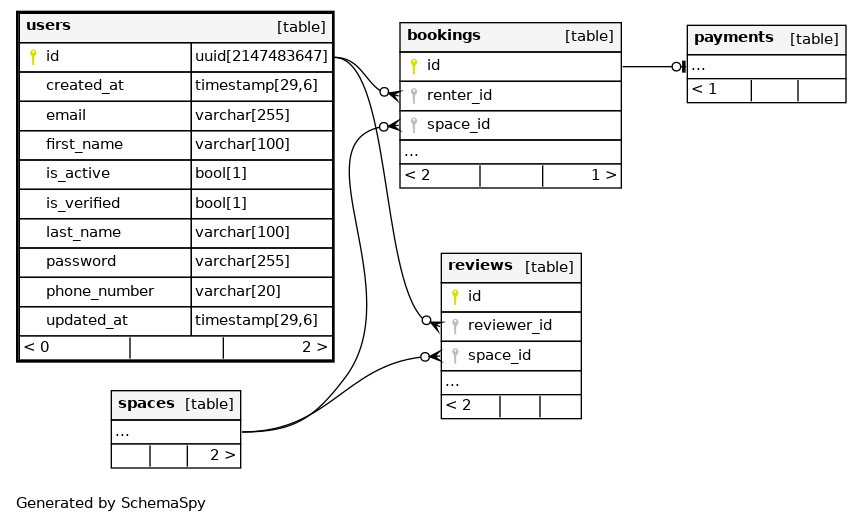 users [table]
id uuid[2147483647]
created_at timestamp[29,6]
email varchar[255]
first_name varchar[100]
is_active bool[1]
is_verified bool[1]
last_name varchar[100]
password varchar[255]
phone_number varchar[20]
updated_at timestamp[29,6]
< 0 2 >
bookings [table]
id
renter_id
space_id
...
< 2 1 >
payments [table]
...
< 1
reviews [table]
id
reviewer_id
space_id
...
< 2
spaces [table]
...
2 >
Generated by SchemaSpy